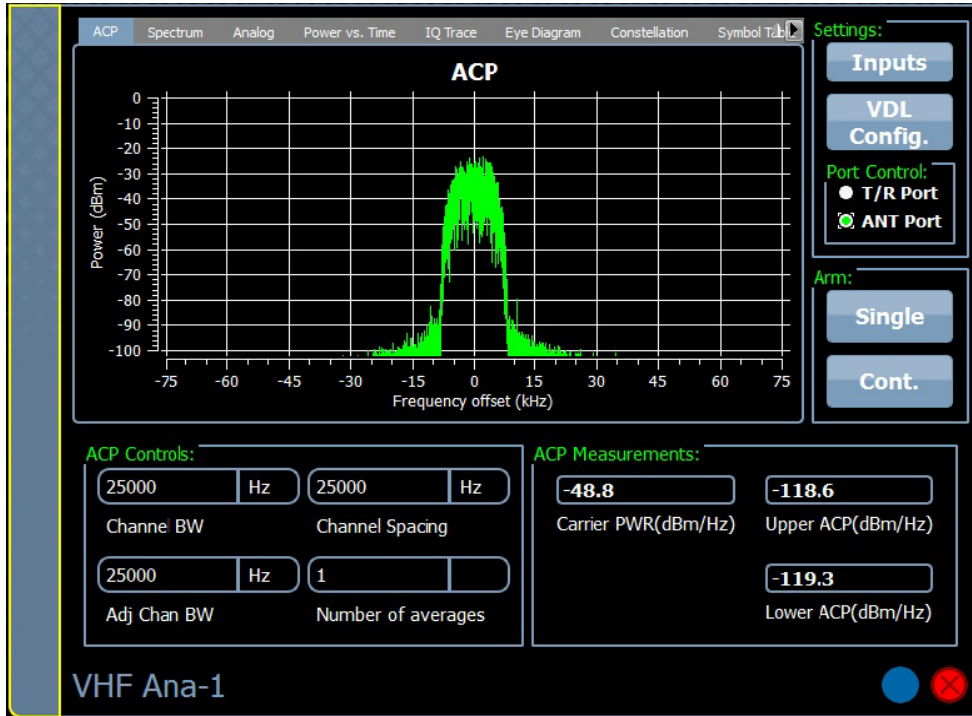 ACP Spectrum Analog Power vs. Time IQ Trace Eye Diagram Constellation Symbol
Settings:
Inputs
VDL
Config.
Port Control:
T/R Port
ANT Port
Arm:
Single
Cont.
ACP
0
-10
-20
-30
-40
-50
-60
-70
-80
-90
-100
Power (dBm)
-75 -60 -45 -30 -15 0 15 30 45 60 75
Frequency offset (kHz)
ACP Controls:
25000 Hz
Channel BW
25000 Hz
Channel Spacing
25000 Hz
Adj Chan BW
1
Number of averages
ACP Measurements:
-48.8
Carrier PWR(dBm/Hz)
-118.6
Upper ACP(dBm/Hz)
-119.3
Lower ACP(dBm/Hz)
VHF Ana-1